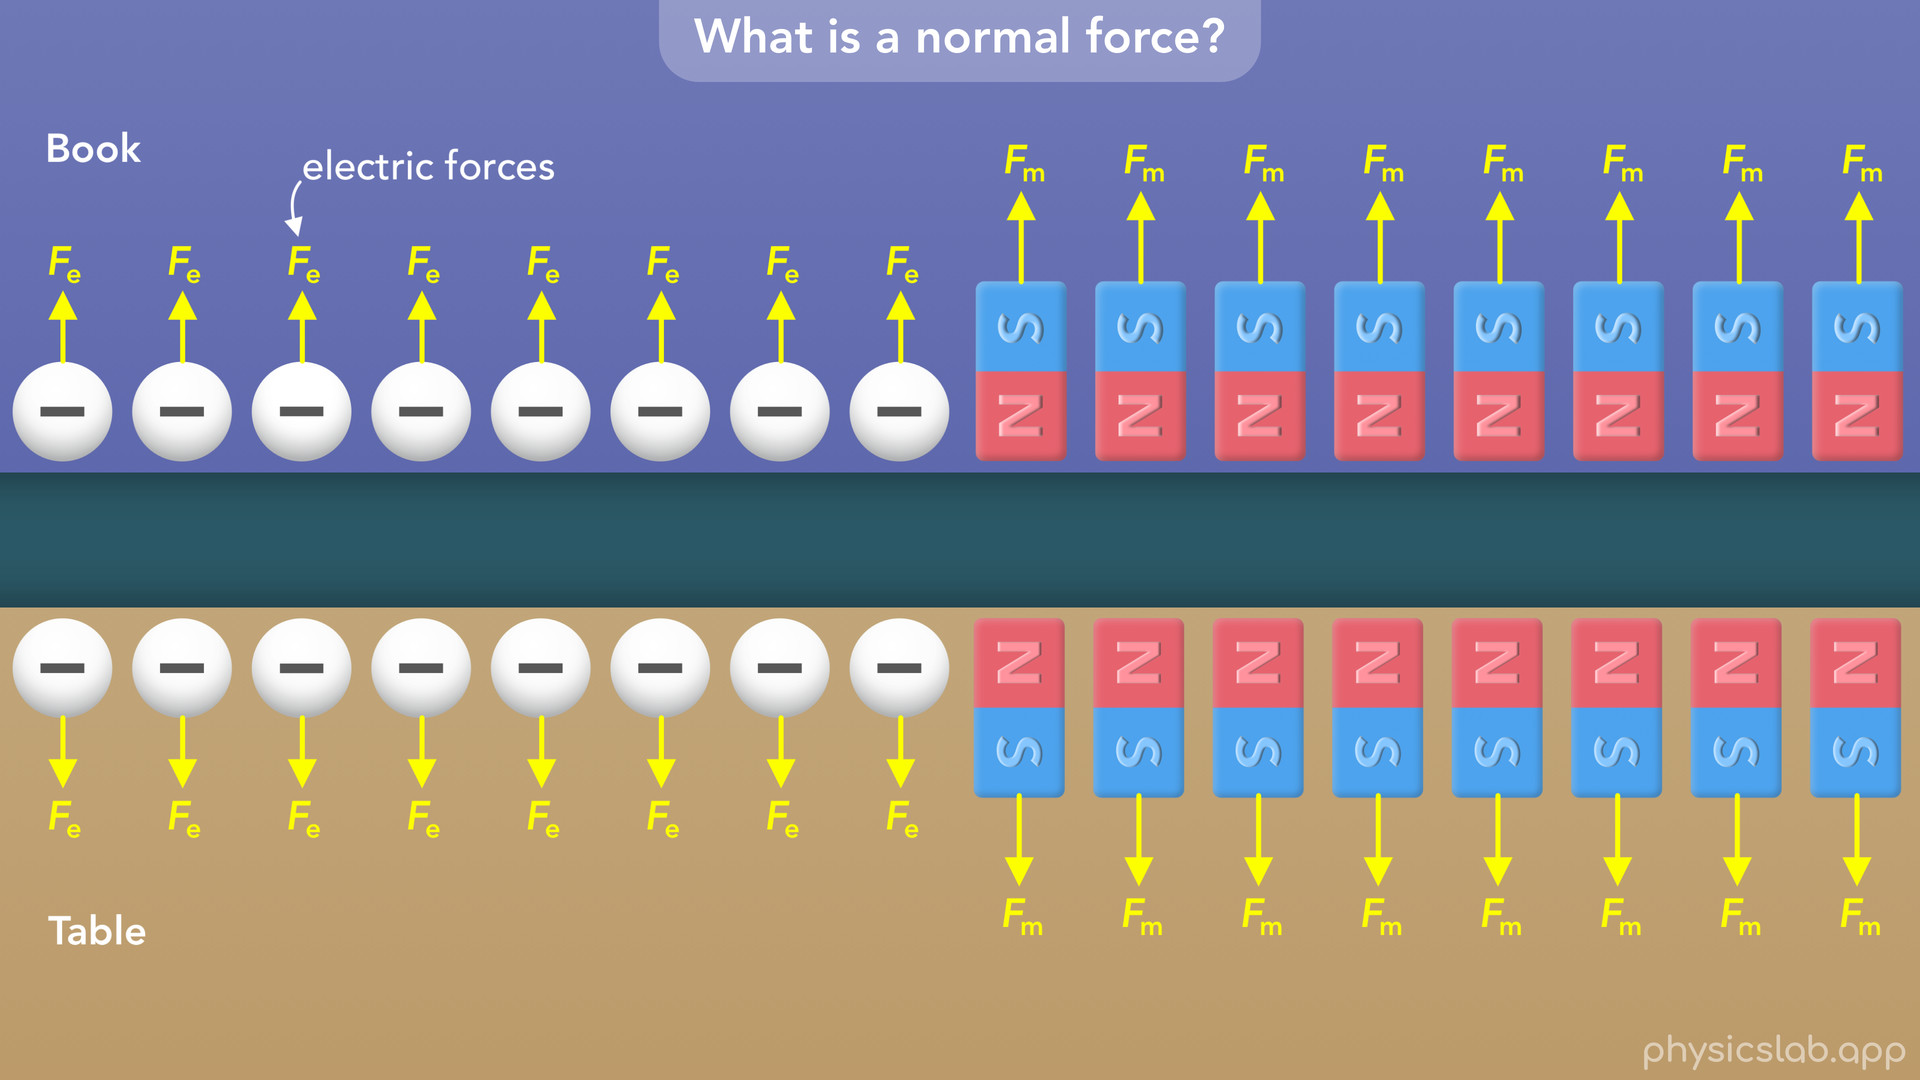 What is a normal force?
Book
electric forces
Fm Fm Fm Fm Fm Fm Fm Fm
Fe Fe Fe Fe Fe Fe Fe Fe
S S S S S S S S
− − − − − − − −
N N N N N N N N
− − − − − − − −
N N N N N N N N
S S S S S S S S
Fe Fe Fe Fe Fe Fe Fe Fe
Fm Fm Fm Fm Fm Fm Fm Fm
Table
physicslab.app